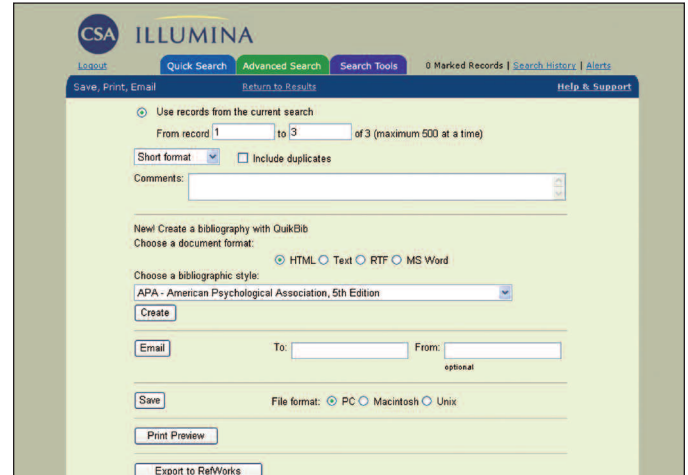 CSA ILLUMINA
Logout Quick Search Advanced Search Search Tools 0 Marked Records | Search History | Alerts
Save, Print, Email Return to Results Help & Support
Use records from the current search
From record 1 to 3 of 3 (maximum 500 at a time)
Short format Include duplicates
Comments:
New! Create a bibliography with QuikBib
Choose a document format:
HTML Text RTF MS Word
Choose a bibliographic style:
APA - American Psychological Association, 5th Edition
Create
Email To: From:
optional
Save File format: PC Macintosh Unix
Print Preview
Export to RefWorks